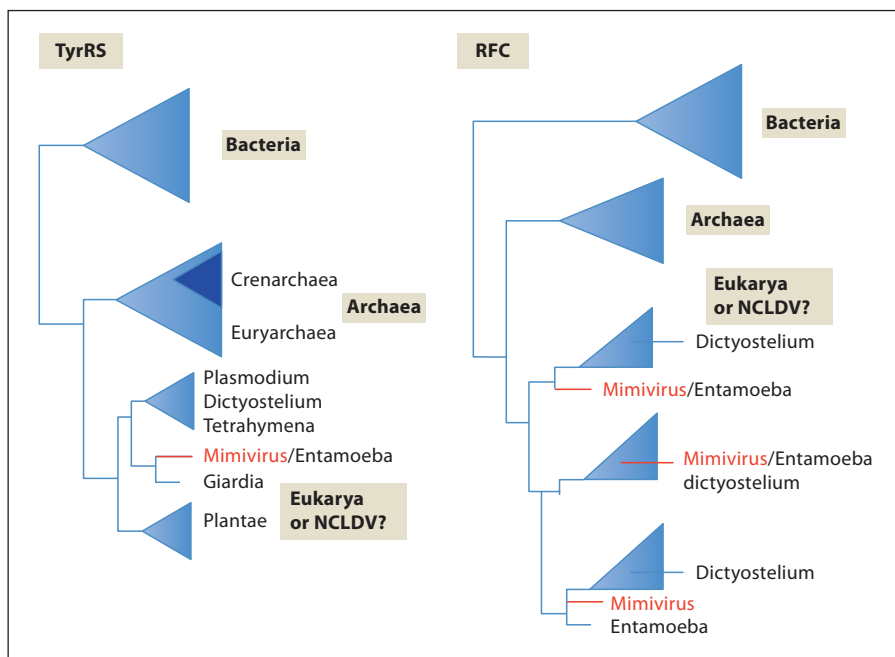 TyrRS
Bacteria
Crenarchaea
Archaea
Euryarchaea
Plasmodium
Dictyostelium
Tetrahymena
Mimivirus/Entamoeba
Giardia
Eukarya
or NCLDV?
Plantae
RFC
Bacteria
Archaea
Eukarya
or NCLDV?
Dictyostelium
Mimivirus/Entamoeba
Mimivirus/Entamoeba
dictyostelium
Dictyostelium
Mimivirus
Entamoeba